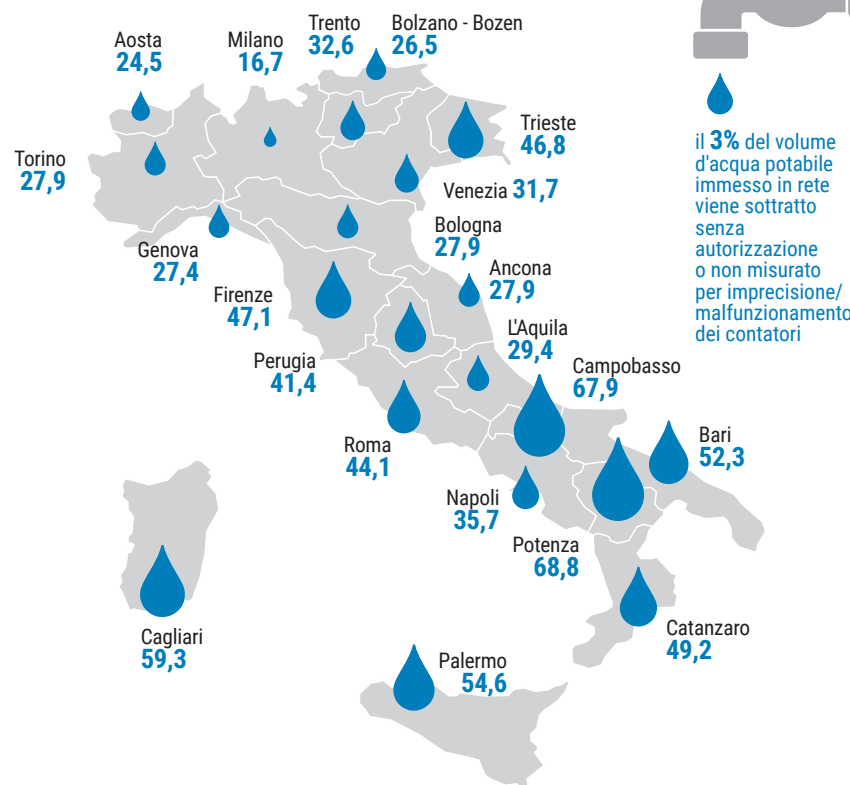 Trento
32,6
Bolzano - Bozen
26,5
Aosta
24,5
Milano
16,7
Trieste
46,8
il 3% del volume
d'acqua potabile
immesso in rete
viene sottratto
senza
autorizzazione
o non misurato
per imprecisione/
malfunzionamento
dei contatori
Torino
27,9
Venezia 31,7
Bologna
27,9
Genova
27,4
Ancona
27,9
Firenze
47,1
L'Aquila
29,4
Perugia
41,4
Campobasso
67,9
Roma
44,1
Bari
52,3
Napoli
35,7
Potenza
68,8
Catanzaro
49,2
Cagliari
59,3
Palermo
54,6